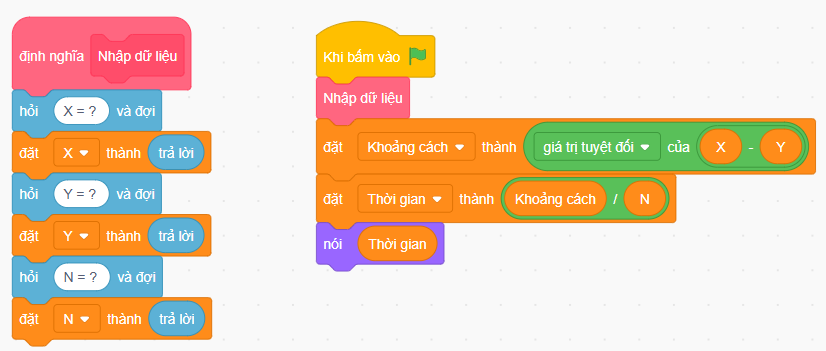 định nghĩa Nhập dữ liệu
hỏi X = ? và đợi
đặt X thành trả lời
hỏi Y = ? và đợi
đặt Y thành trả lời
hỏi N = ? và đợi
đặt N thành trả lời
Khi bấm vào
Nhập dữ liệu
đặt Khoảng cách thành giá trị tuyệt đối của X - Y
đặt Thời gian thành Khoảng cách / N
nói Thời gian